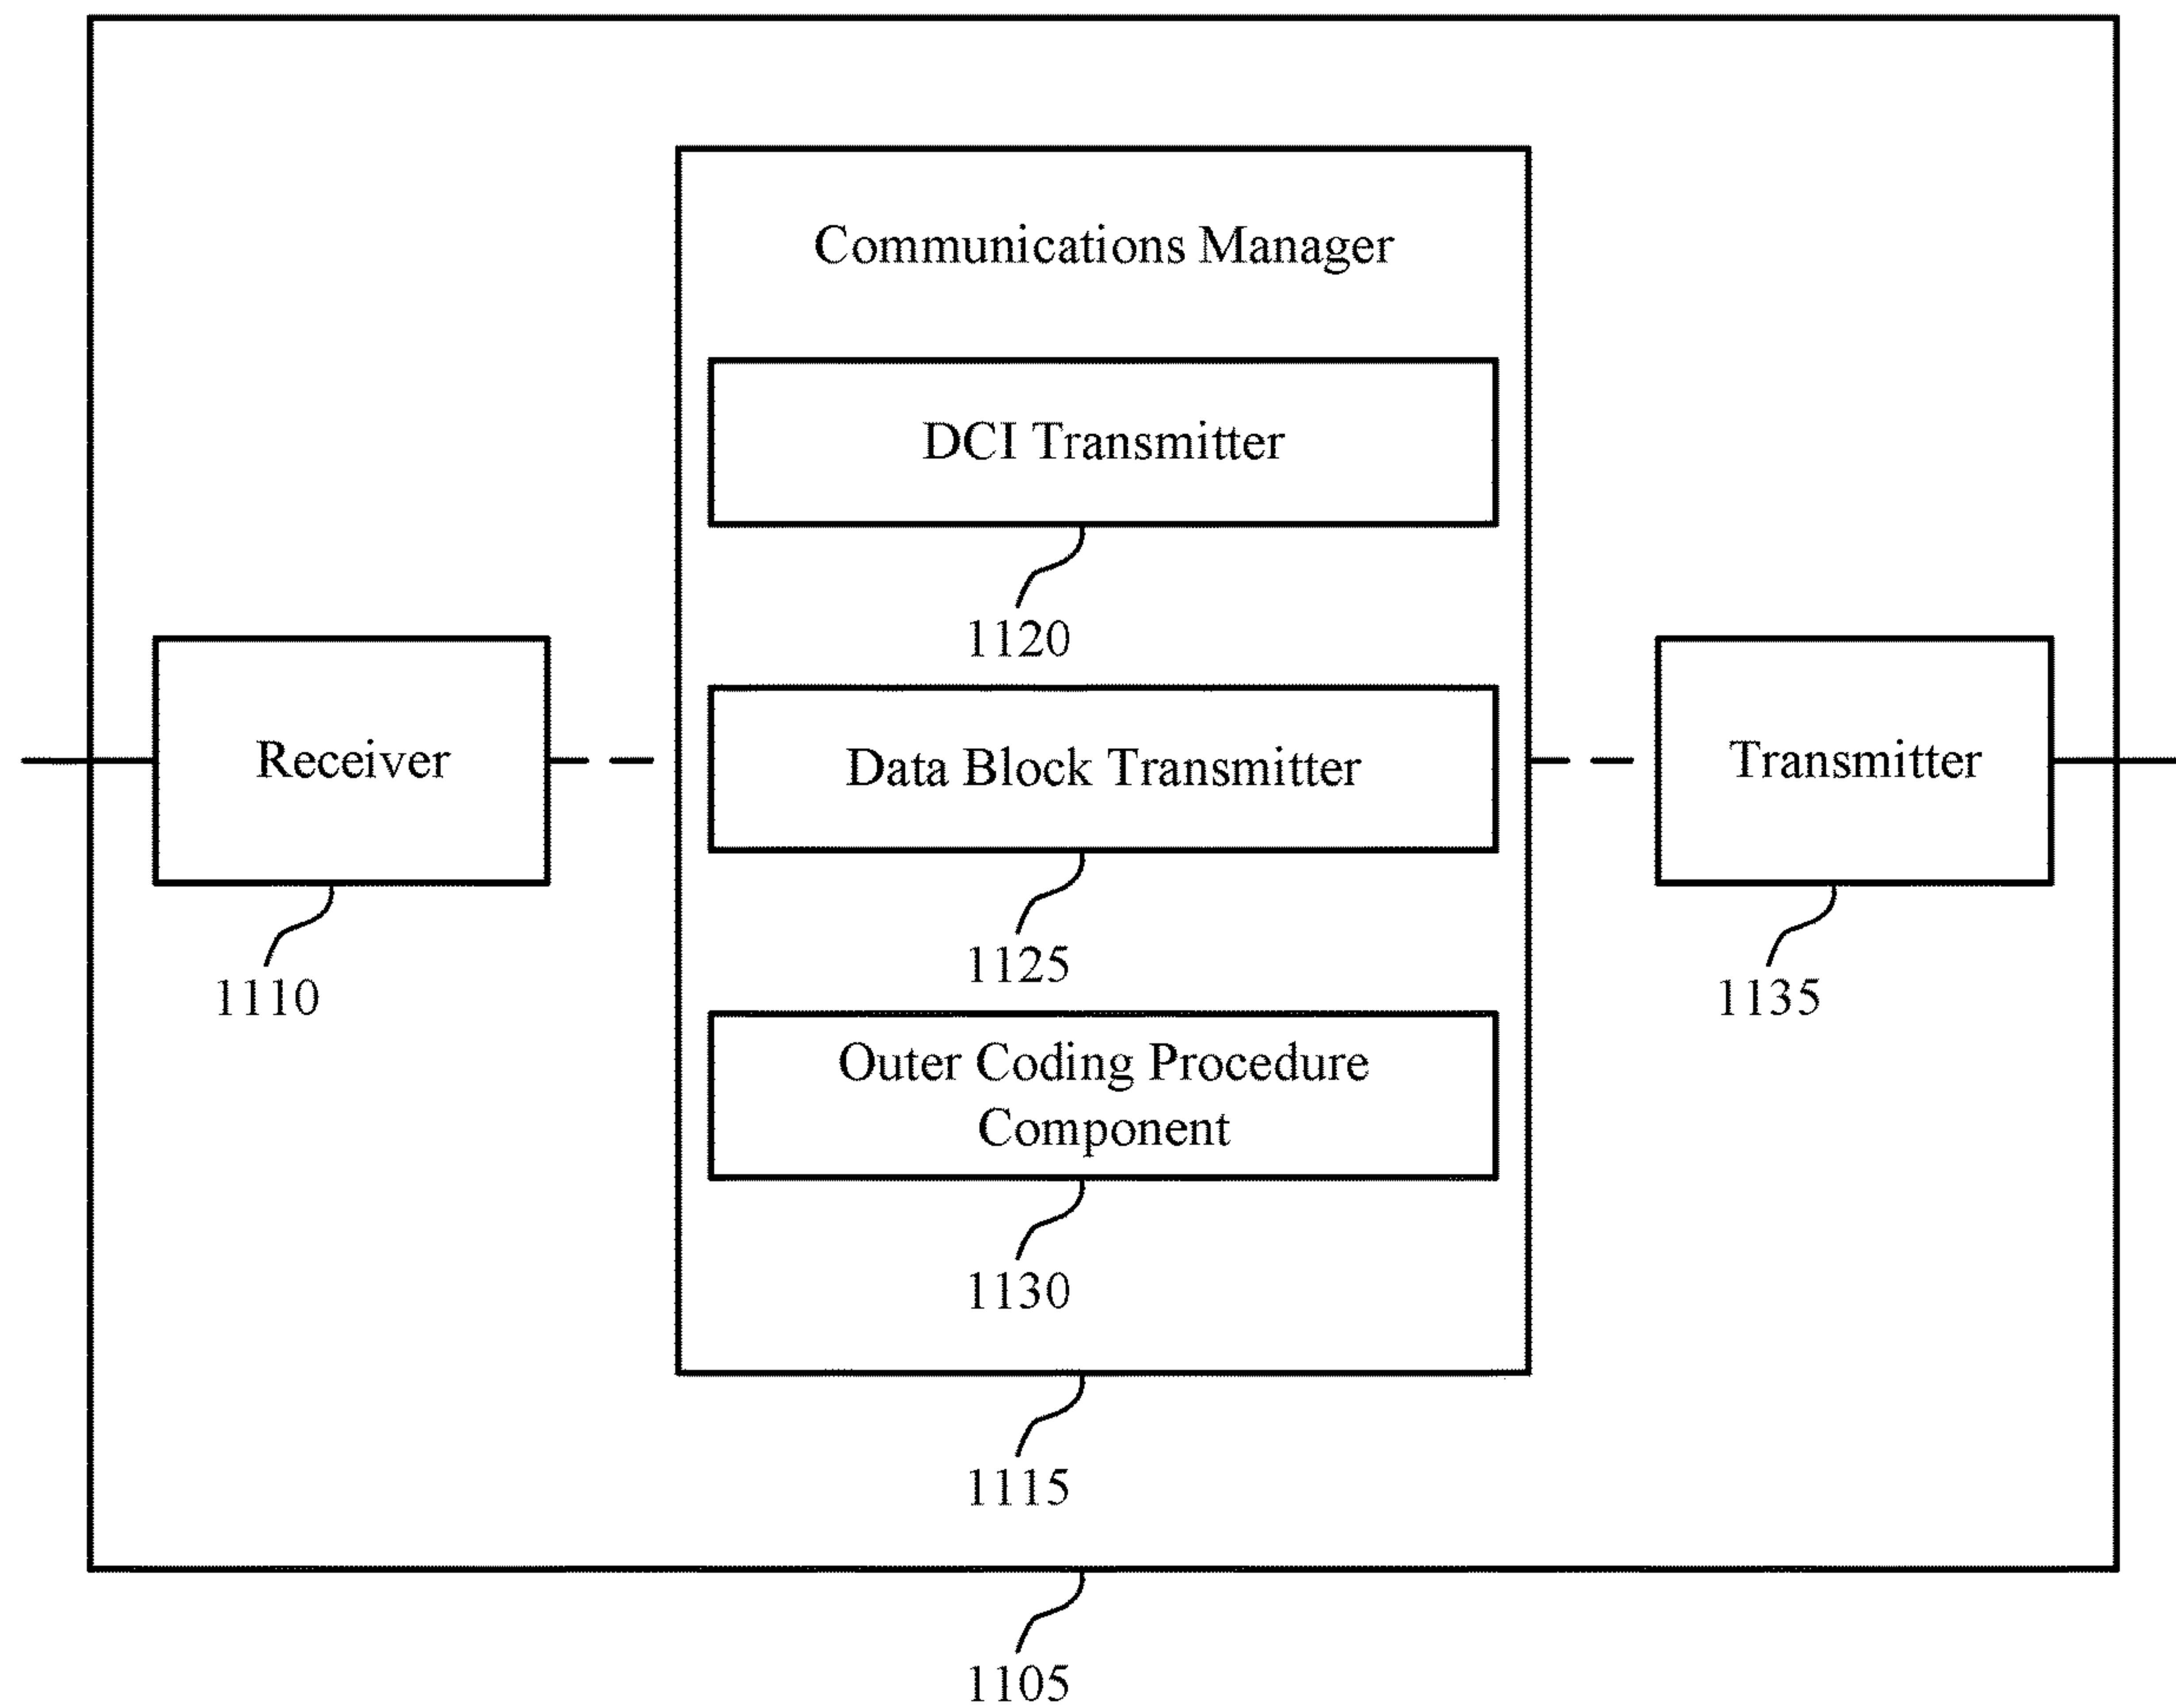 Communications Manager
DCI Transmitter
1120
Receiver
Data Block Transmitter
Transmitter
1110
1125
1135
Outer Coding Procedure
Component
1130
1115
1105